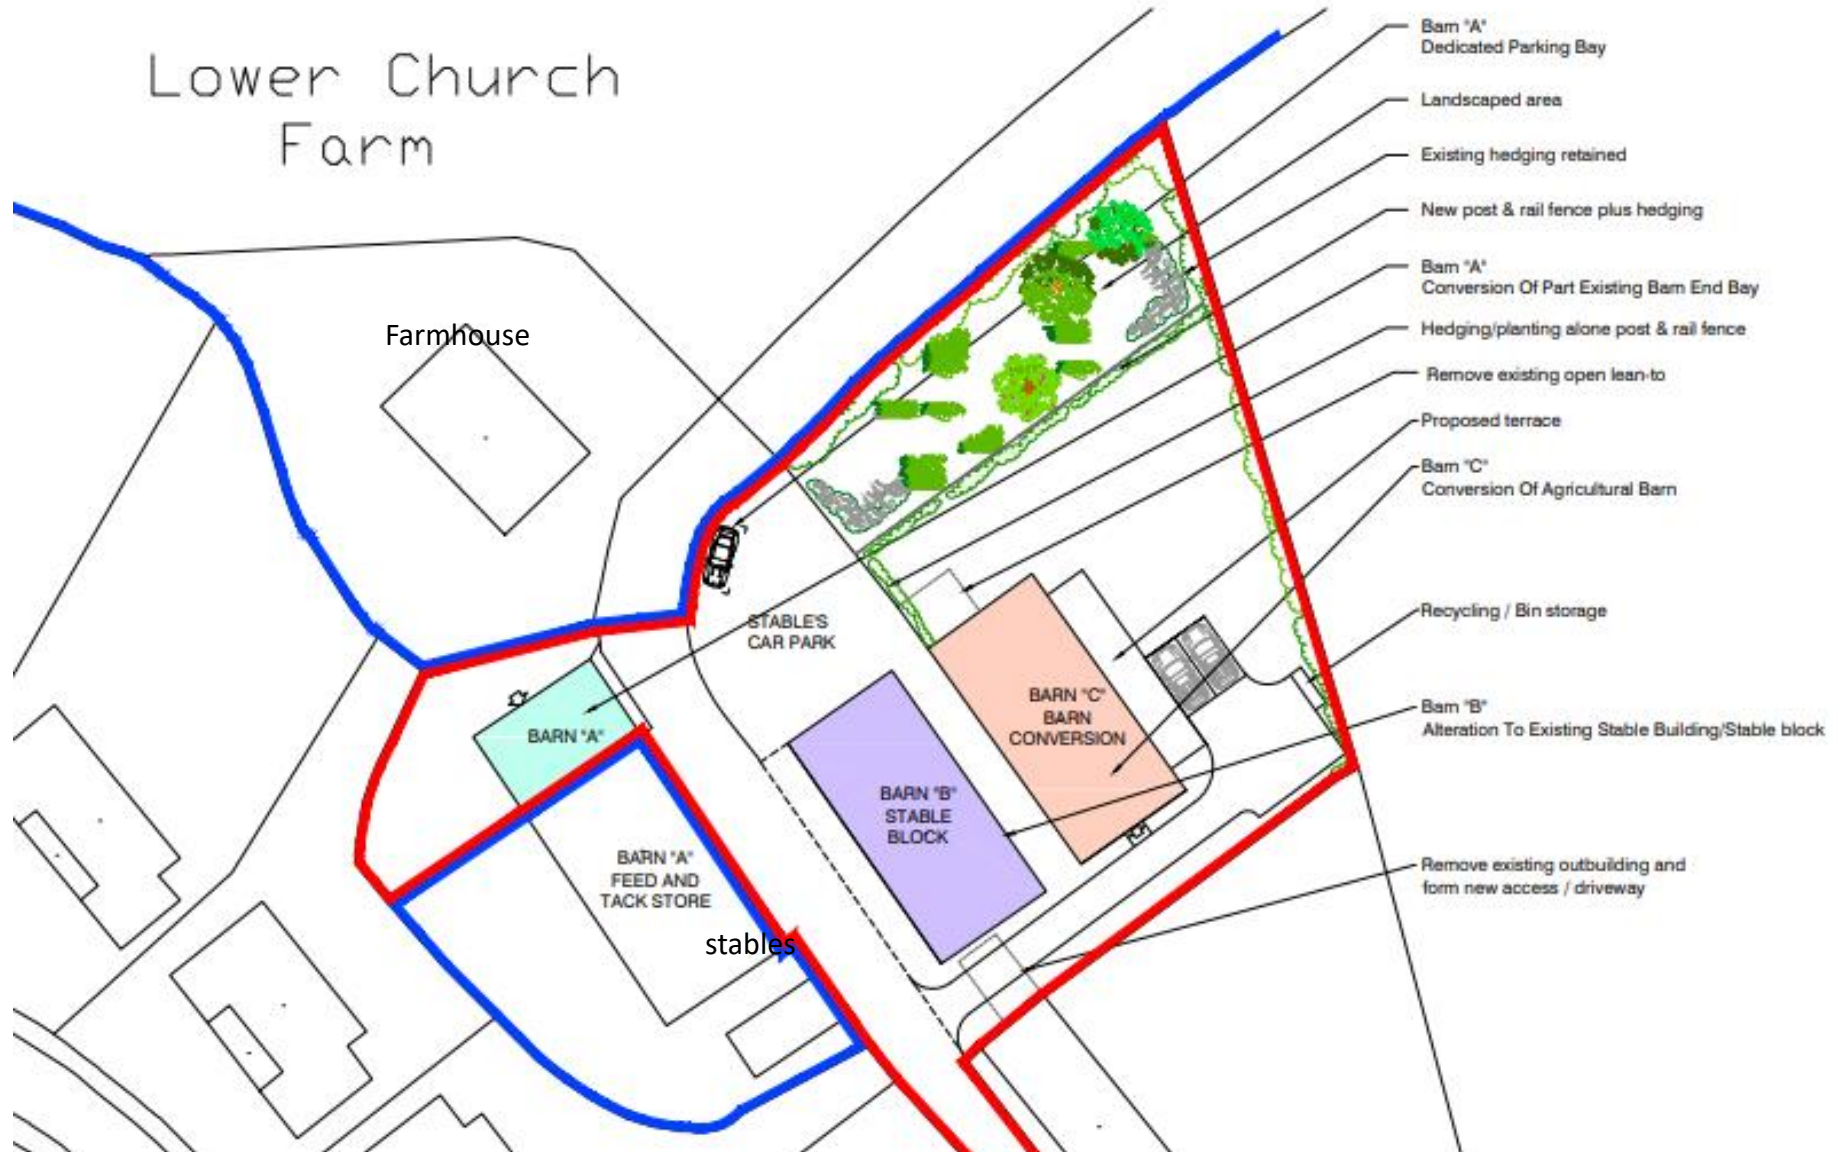 Lower Church
Farm
Barn "A"
Dedicated Parking Bay
Landscaped area
Existing hedging retained
New post & rail fence plus hedging
Barn "A"
Conversion Of Part Existing Barn End Bay
Hedging/planting alone post & rail fence
Remove existing open lean-to
Proposed terrace
Barn "C"
Conversion Of Agricultural Barn
Recycling / Bin storage
Barn "B"
Alteration To Existing Stable Building/Stable block
Remove existing outbuilding and
form new access / driveway
Farmhouse
STABLE'S
CAR PARK
BARN "A"
BARN "C"
BARN
CONVERSION
BARN "B"
STABLE
BLOCK
BARN "A"
FEED AND
TACK STORE
stables